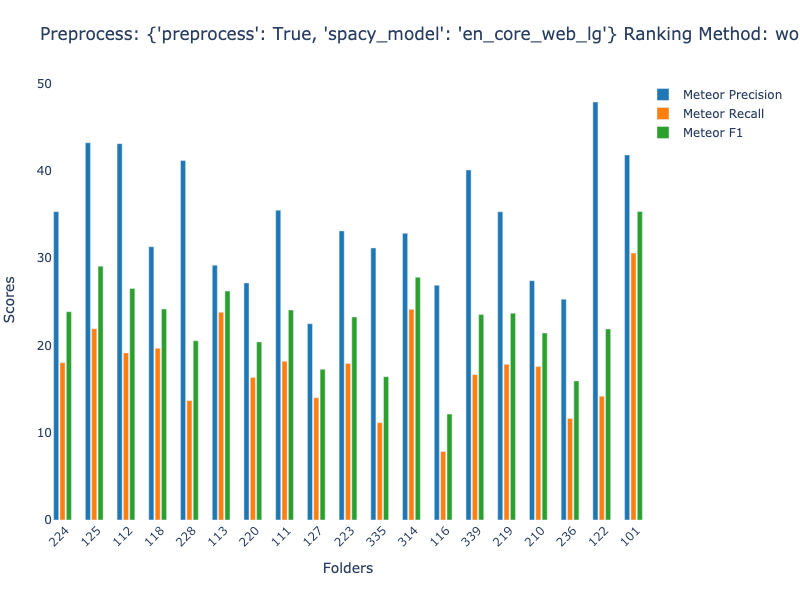 Preprocess: {'preprocess': True, 'spacy_model': 'en_core_web_lg'} Ranking Method: wo
50
40
30
20
10
0
Scores
224 125 112 118 228 113 220 111 127 223 335 314 116 339 219 210 236 122 101
Folders
Meteor Precision
Meteor Recall
Meteor F1